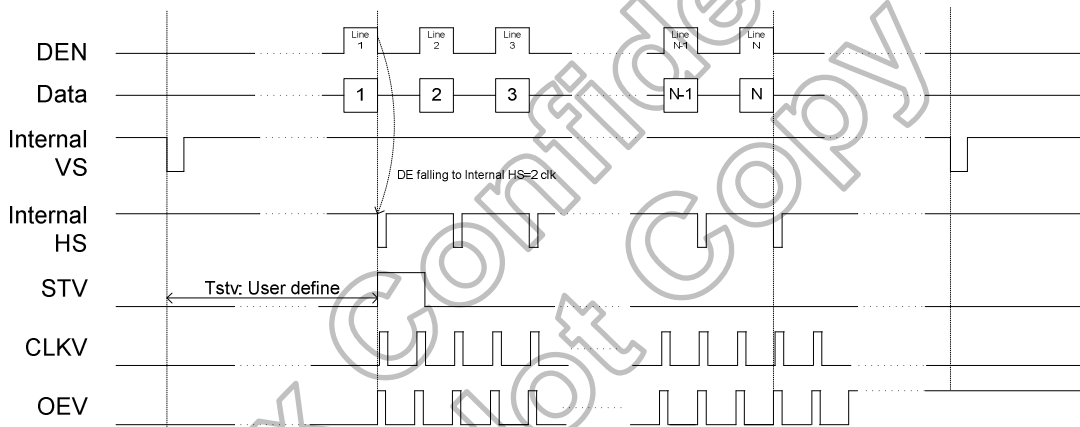 DEN
Line 1
Line 2
Line 3
Line N-1
Line N
Data
1
2
3
N-1
N
Internal VS
DE falling to Internal HS=2 clk
Internal HS
STV
Tstv: User define
CLKV
OEV
Copy